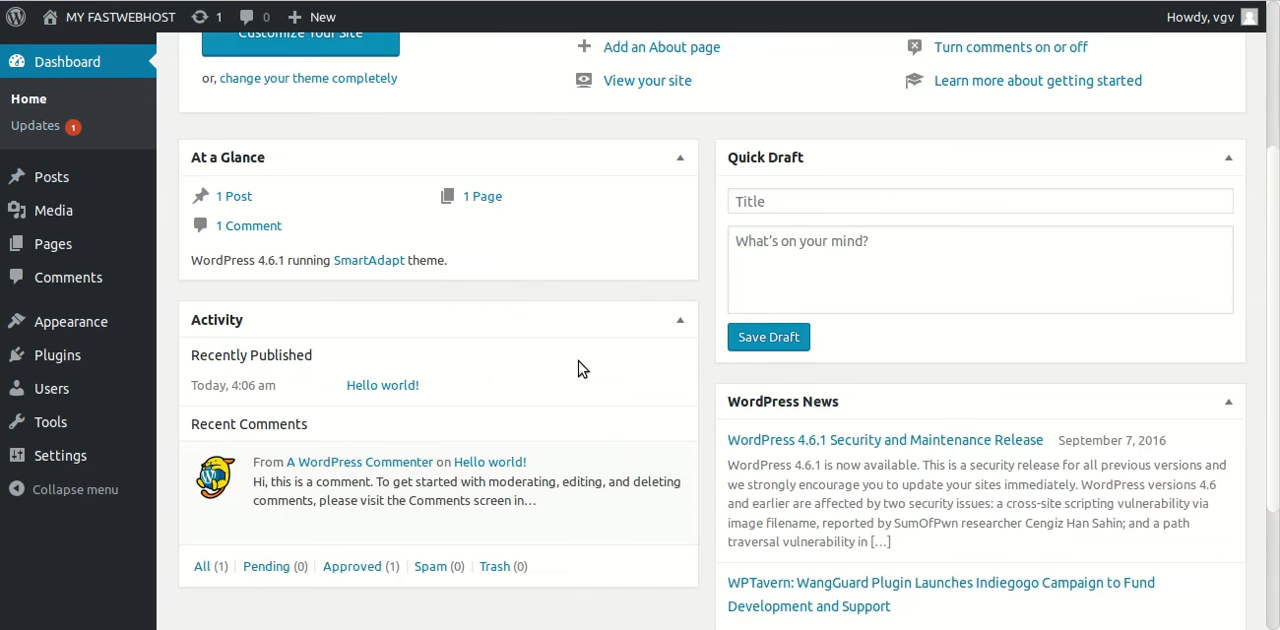 MY FASTWEBHOST 1 0 New Howdy, vgv
Dashboard
Home
Updates 1
Posts
Media
Pages
Comments
Appearance
Plugins
Users
Tools
Settings
Collapse menu
Customize Your Site
or, change your theme completely
Add an About page
View your site
Turn comments on or off
Learn more about getting started
At a Glance
1 Post 1 Page
1 Comment
WordPress 4.6.1 running SmartAdapt theme.
Activity
Recently Published
Today, 4:06 am Hello world!
Recent Comments
From A WordPress Commenter on Hello world!
Hi, this is a comment. To get started with moderating, editing, and deleting
comments, please visit the Comments screen in…
All (1) | Pending (0) | Approved (1) | Spam (0) | Trash (0)
Quick Draft
Title
What's on your mind?
Save Draft
WordPress News
WordPress 4.6.1 Security and Maintenance Release September 7, 2016
WordPress 4.6.1 is now available. This is a security release for all previous versions and
we strongly encourage you to update your sites immediately. WordPress versions 4.6
and earlier are affected by two security issues: a cross-site scripting vulnerability via
image filename, reported by SumOfPwn researcher Cengiz Han Sahin; and a path
traversal vulnerability in […]
WPTavern: WangGuard Plugin Launches Indiegogo Campaign to Fund
Development and Support